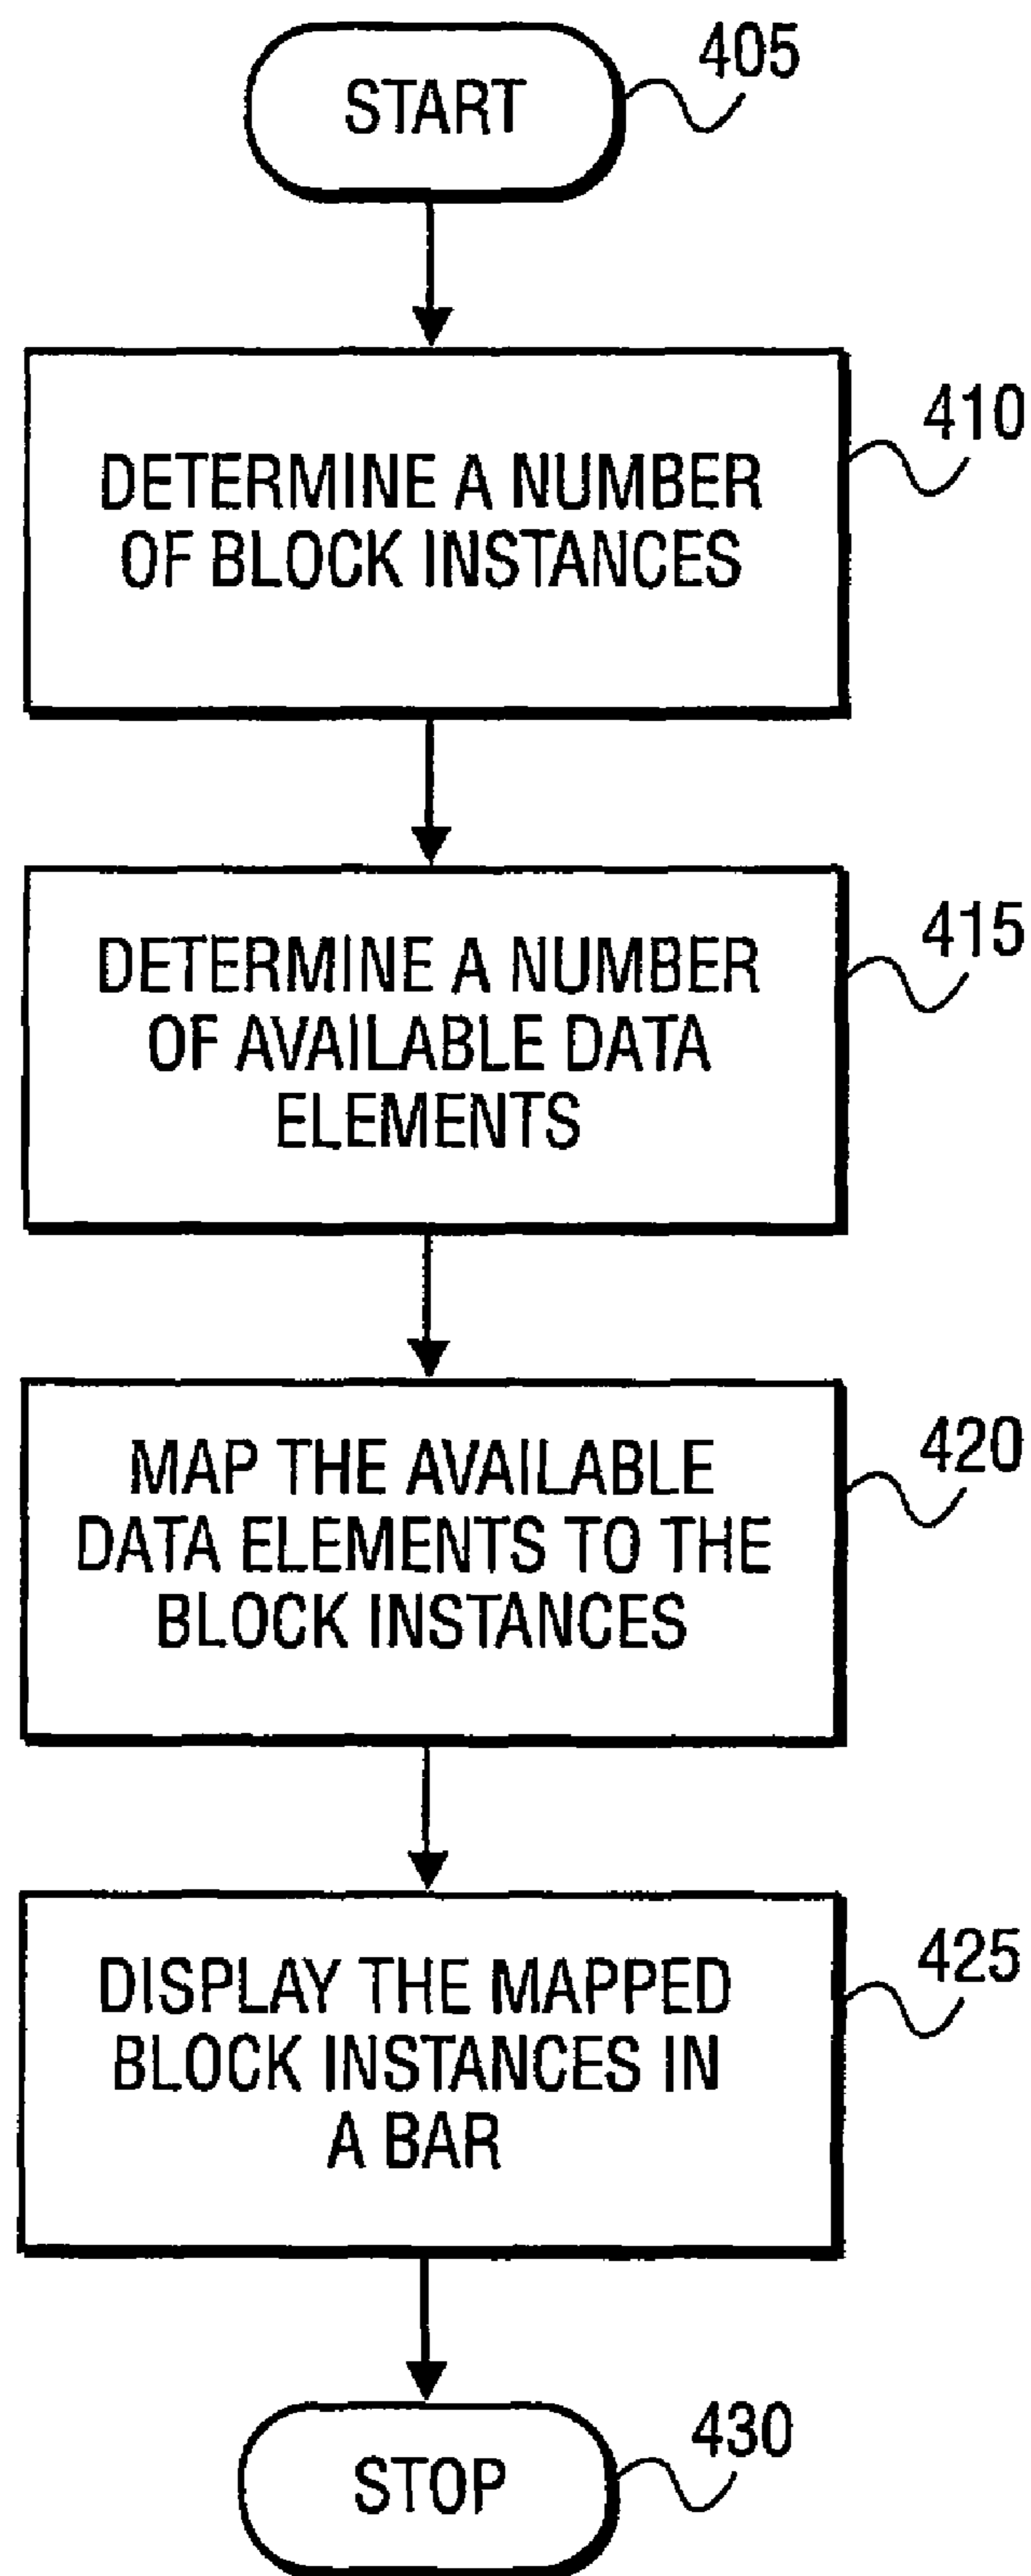 START
405
DETERMINE A NUMBER
OF BLOCK INSTANCES
410
DETERMINE A NUMBER
OF AVAILABLE DATA
ELEMENTS
415
MAP THE AVAILABLE
DATA ELEMENTS TO THE
BLOCK INSTANCES
420
DISPLAY THE MAPPED
BLOCK INSTANCES IN
A BAR
425
STOP
430